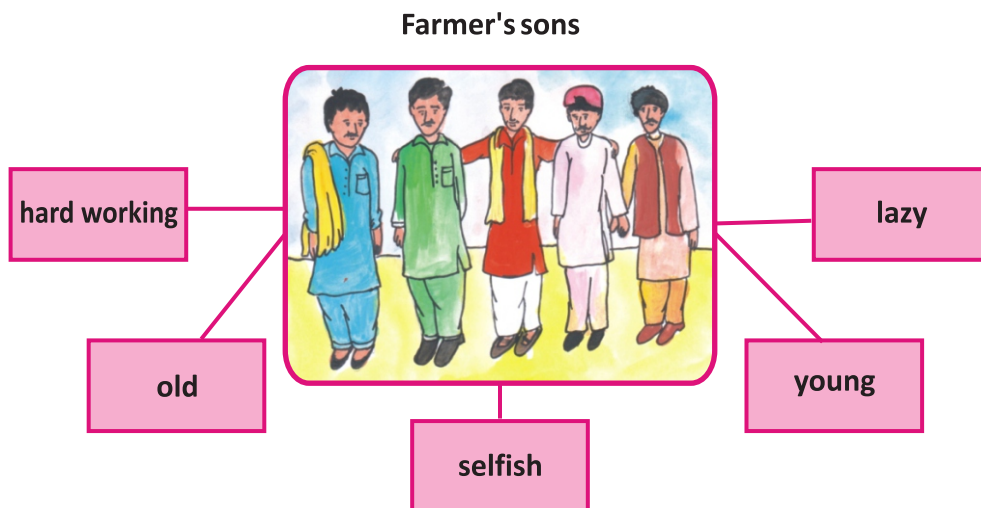 Farmer's sons
hard working
lazy
old
young
selfish